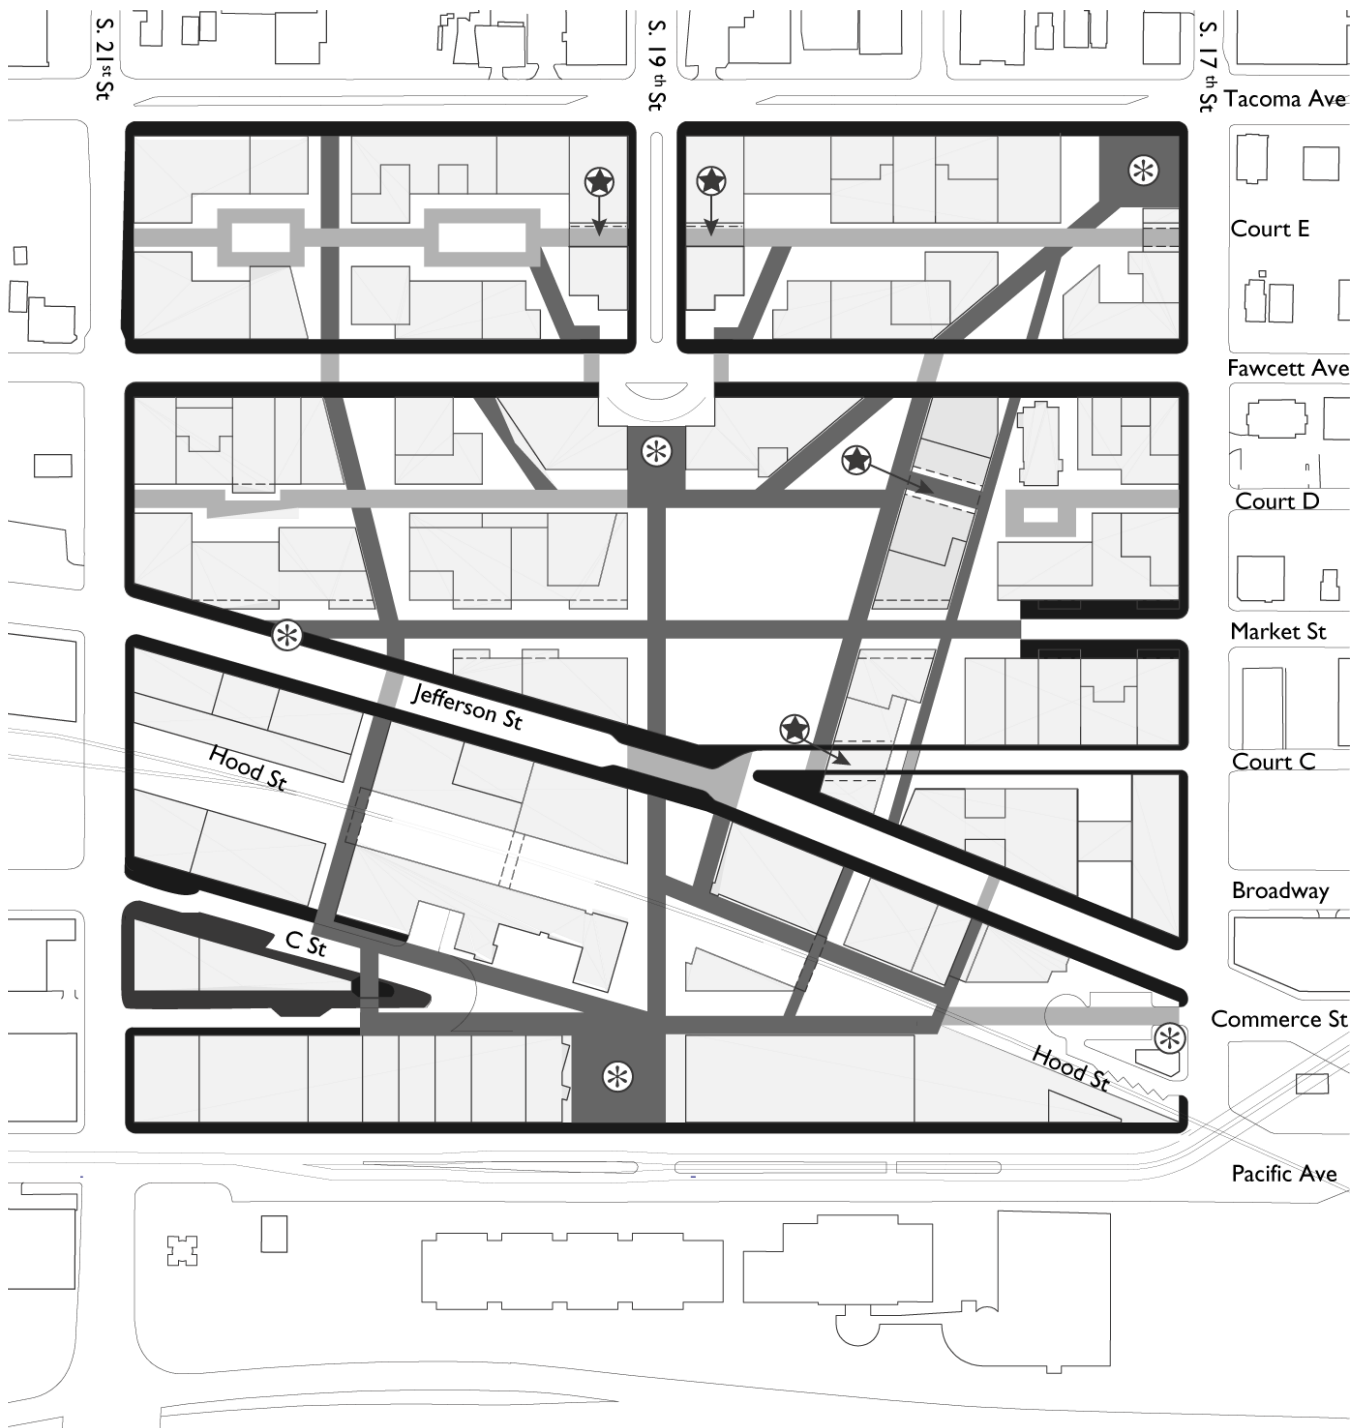 S. 21st St
S. 19th St
S. 17th St
Tacoma Ave
Court E
Fawcett Ave
Court D
Market St
Jefferson St
Hood St
Court C
Broadway
C St
Commerce St
Hood St
Pacific Ave